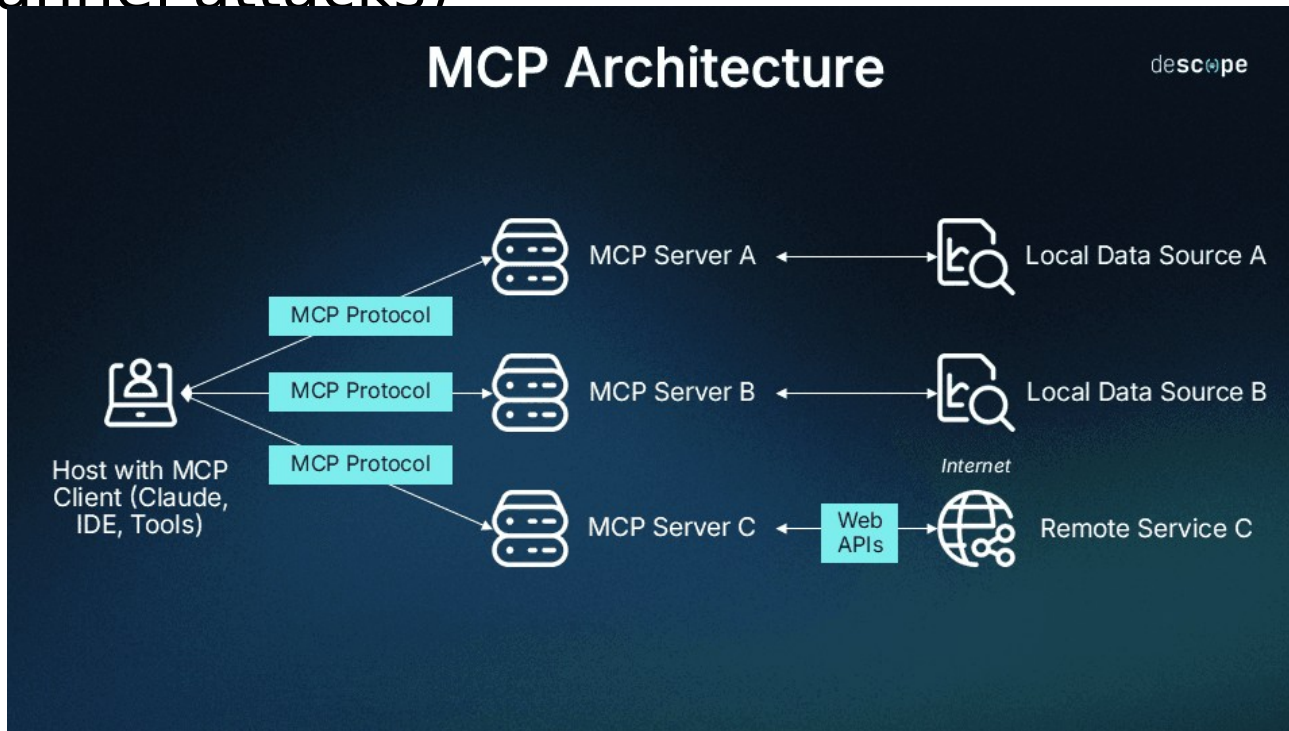 attacks)
MCP Architecture
descope
MCP Server A
Local Data Source A
MCP Protocol
MCP Protocol
MCP Server B
Local Data Source B
MCP Protocol
Internet
Host with MCP
Client (Claude,
IDE, Tools)
MCP Server C
Web
APIs
Remote Service C